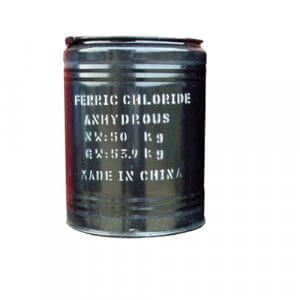 FERRIC CHLORIDE
ANHYDROUS
NW:50 kg
GW:53.9 kg
MADE IN CHINA